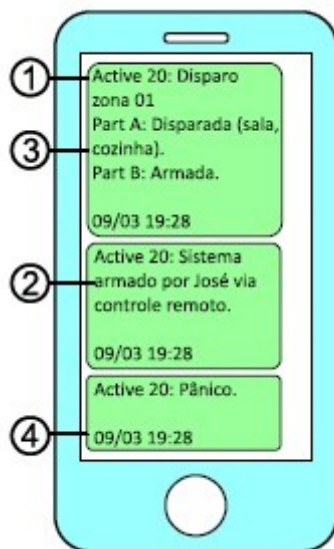 ① Active 20: Disparo
zona 01
③ Part A: Disparada (sala,
cozinha).
Part B: Armada.
09/03 19:28
Active 20: Sistema
② armado por José via
controle remoto.
09/03 19:28
Active 20: Pânico.
④ 09/03 19:28